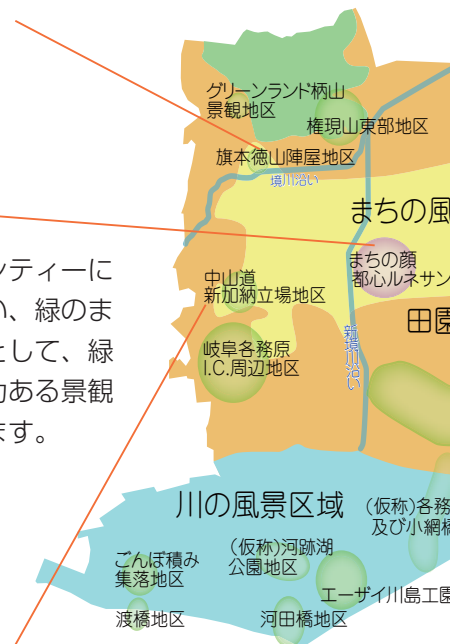 グリーンランド柄山
景観地区
権現山東部地区
旗本徳山陣屋地区
境川沿い
まちの風
まちの顔
都心ルネサン
田園
中山道
新加納立場地区
新境川沿い
岐阜各務原
I.C.周辺地区
ンティーに
い、緑のま
として、緑
力ある景観
ます。
川の風景区域
(仮称)各務
及び小網橋
ごんぼ積み
集落地区
(仮称)河跡湖
公園地区
エーザイ川島工園
渡橋地区
河田橋地区